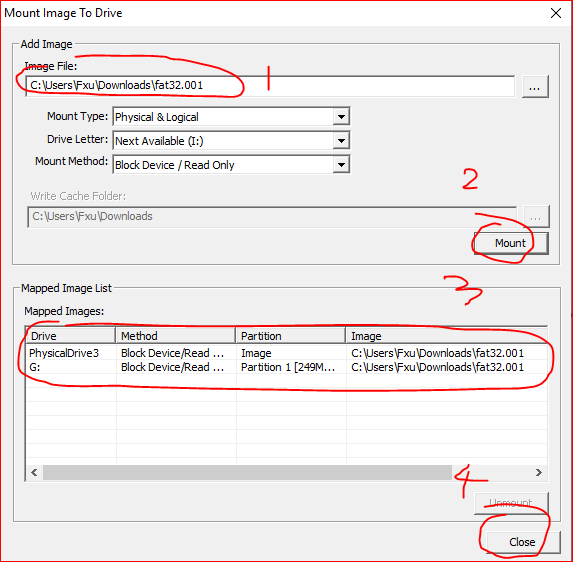 Mount Image To Drive
Add Image
Image File:
C:\Users\Fxu\Downloads\fat32.001
1
...
Mount Type: Physical & Logical
Drive Letter: Next Available (I:)
Mount Method: Block Device / Read Only
2
Write Cache Folder:
C:\Users\Fxu\Downloads
...
Mount
3
Mapped Image List
Mapped Images:
Drive Method Partition Image
PhysicalDrive3 Block Device/Read ... Image C:\Users\Fxu\Downloads\fat32.001
G: Block Device/Read ... Partition 1 [249M... C:\Users\Fxu\Downloads\fat32.001
4
Unmount
Close